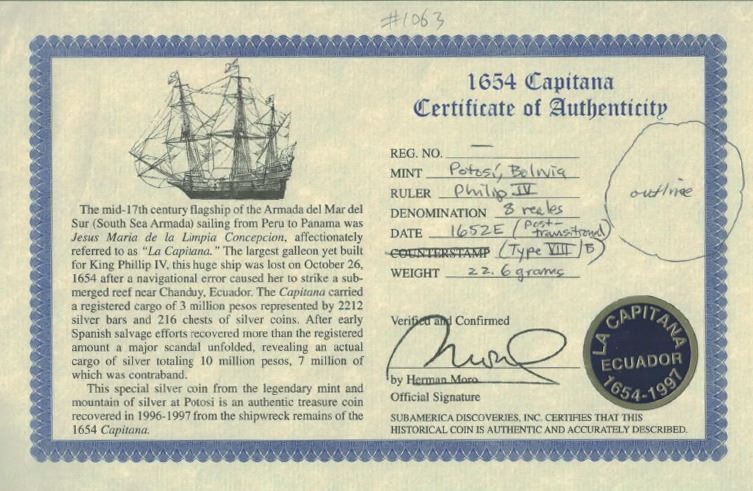 #1063
1654 Capitana
Certificate of Authenticity
The mid-17th century flagship of the Armada del Mar del
Sur (South Sea Armada) sailing from Peru to Panama was
Jesus Maria de la Limpia Concepcion, affectionately
referred to as "La Capitana." The largest galleon yet built
for King Phillip IV, this huge ship was lost on October 26,
1654 after a navigational error caused her to strike a sub-
merged reef near Chanduy, Ecuador. The Capitana carried
a registered cargo of 3 million pesos represented by 2212
silver bars and 216 chests of silver coins. After early
Spanish salvage efforts recovered more than the registered
amount a major scandal unfolded, revealing an actual
cargo of silver totaling 10 million pesos, 7 million of
which was contraband.
This special silver coin from the legendary mint and
mountain of silver at Potosi is an authentic treasure coin
recovered in 1996-1997 from the shipwreck remains of the
1654 Capitana.
REG. NO. —
MINT Potosí, Bolivia
RULER Philip IV
DENOMINATION 8 reales
DATE 1652E (Post-
transitional)
COUNTERSTAMP (Type VIII/B)
WEIGHT 22.6 grams
outline
Verified and Confirmed
by Herman Moro
Official Signature
LA CAPITANA
ECUADOR
1654-1997
SUBAMERICA DISCOVERIES, INC. CERTIFIES THAT THIS
HISTORICAL COIN IS AUTHENTIC AND ACCURATELY DESCRIBED.